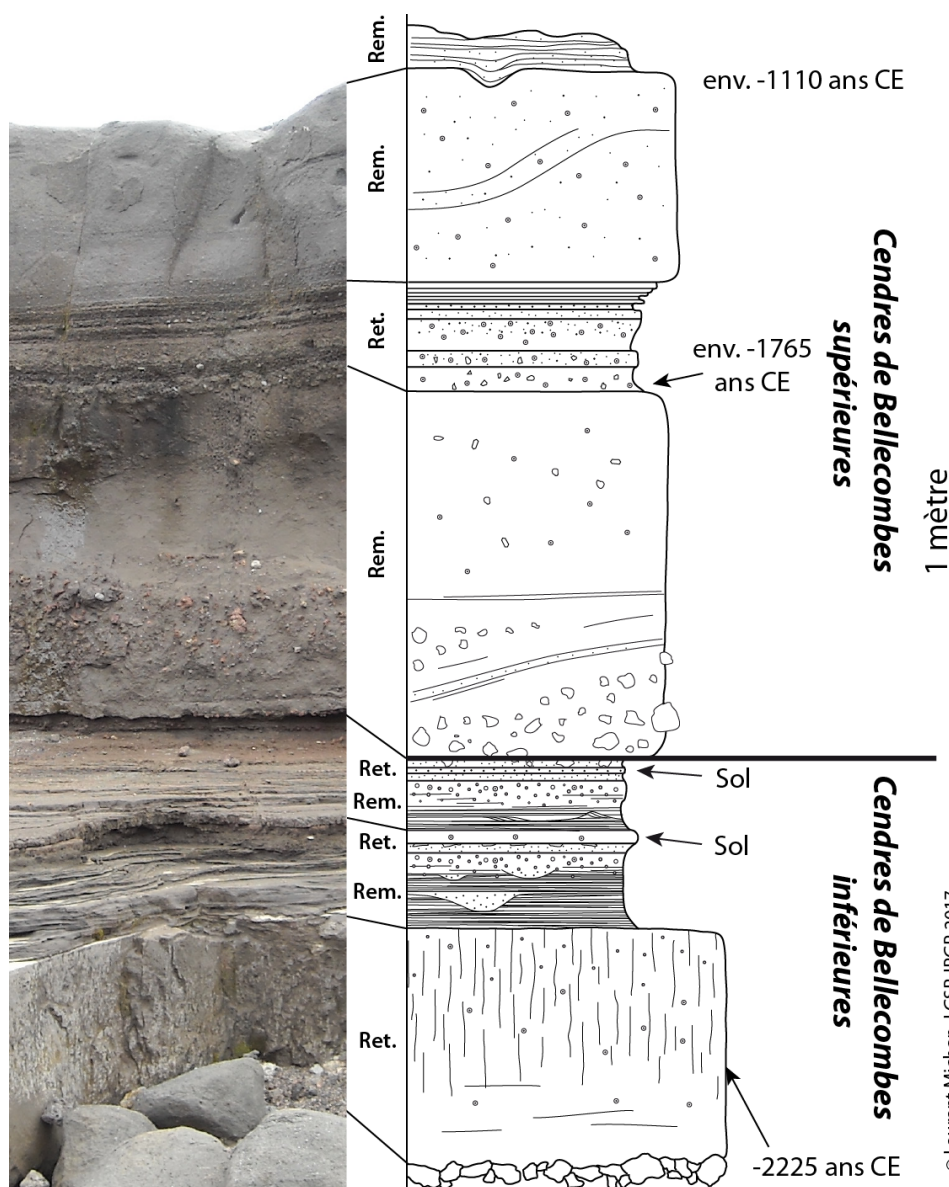 Rem.
env. -1110 ans CE
Rem.
Ret.
env. -1765
ans CE
Cendres de Bellecombes
supérieures
1 mètre
Rem.
Ret.
Sol
Rem.
Ret.
Sol
Rem.
Cendres de Bellecombes
inférieures
Ret.
-2225 ans CE